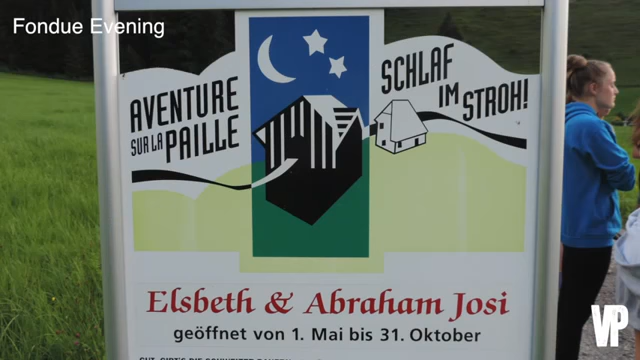 Fondue Evening
AVENTURE
SUR LA PAILLE
SCHLAF
IM STROH!
Elsbeth & Abraham Josi
geöffnet von 1. Mai bis 31. Oktober
VP